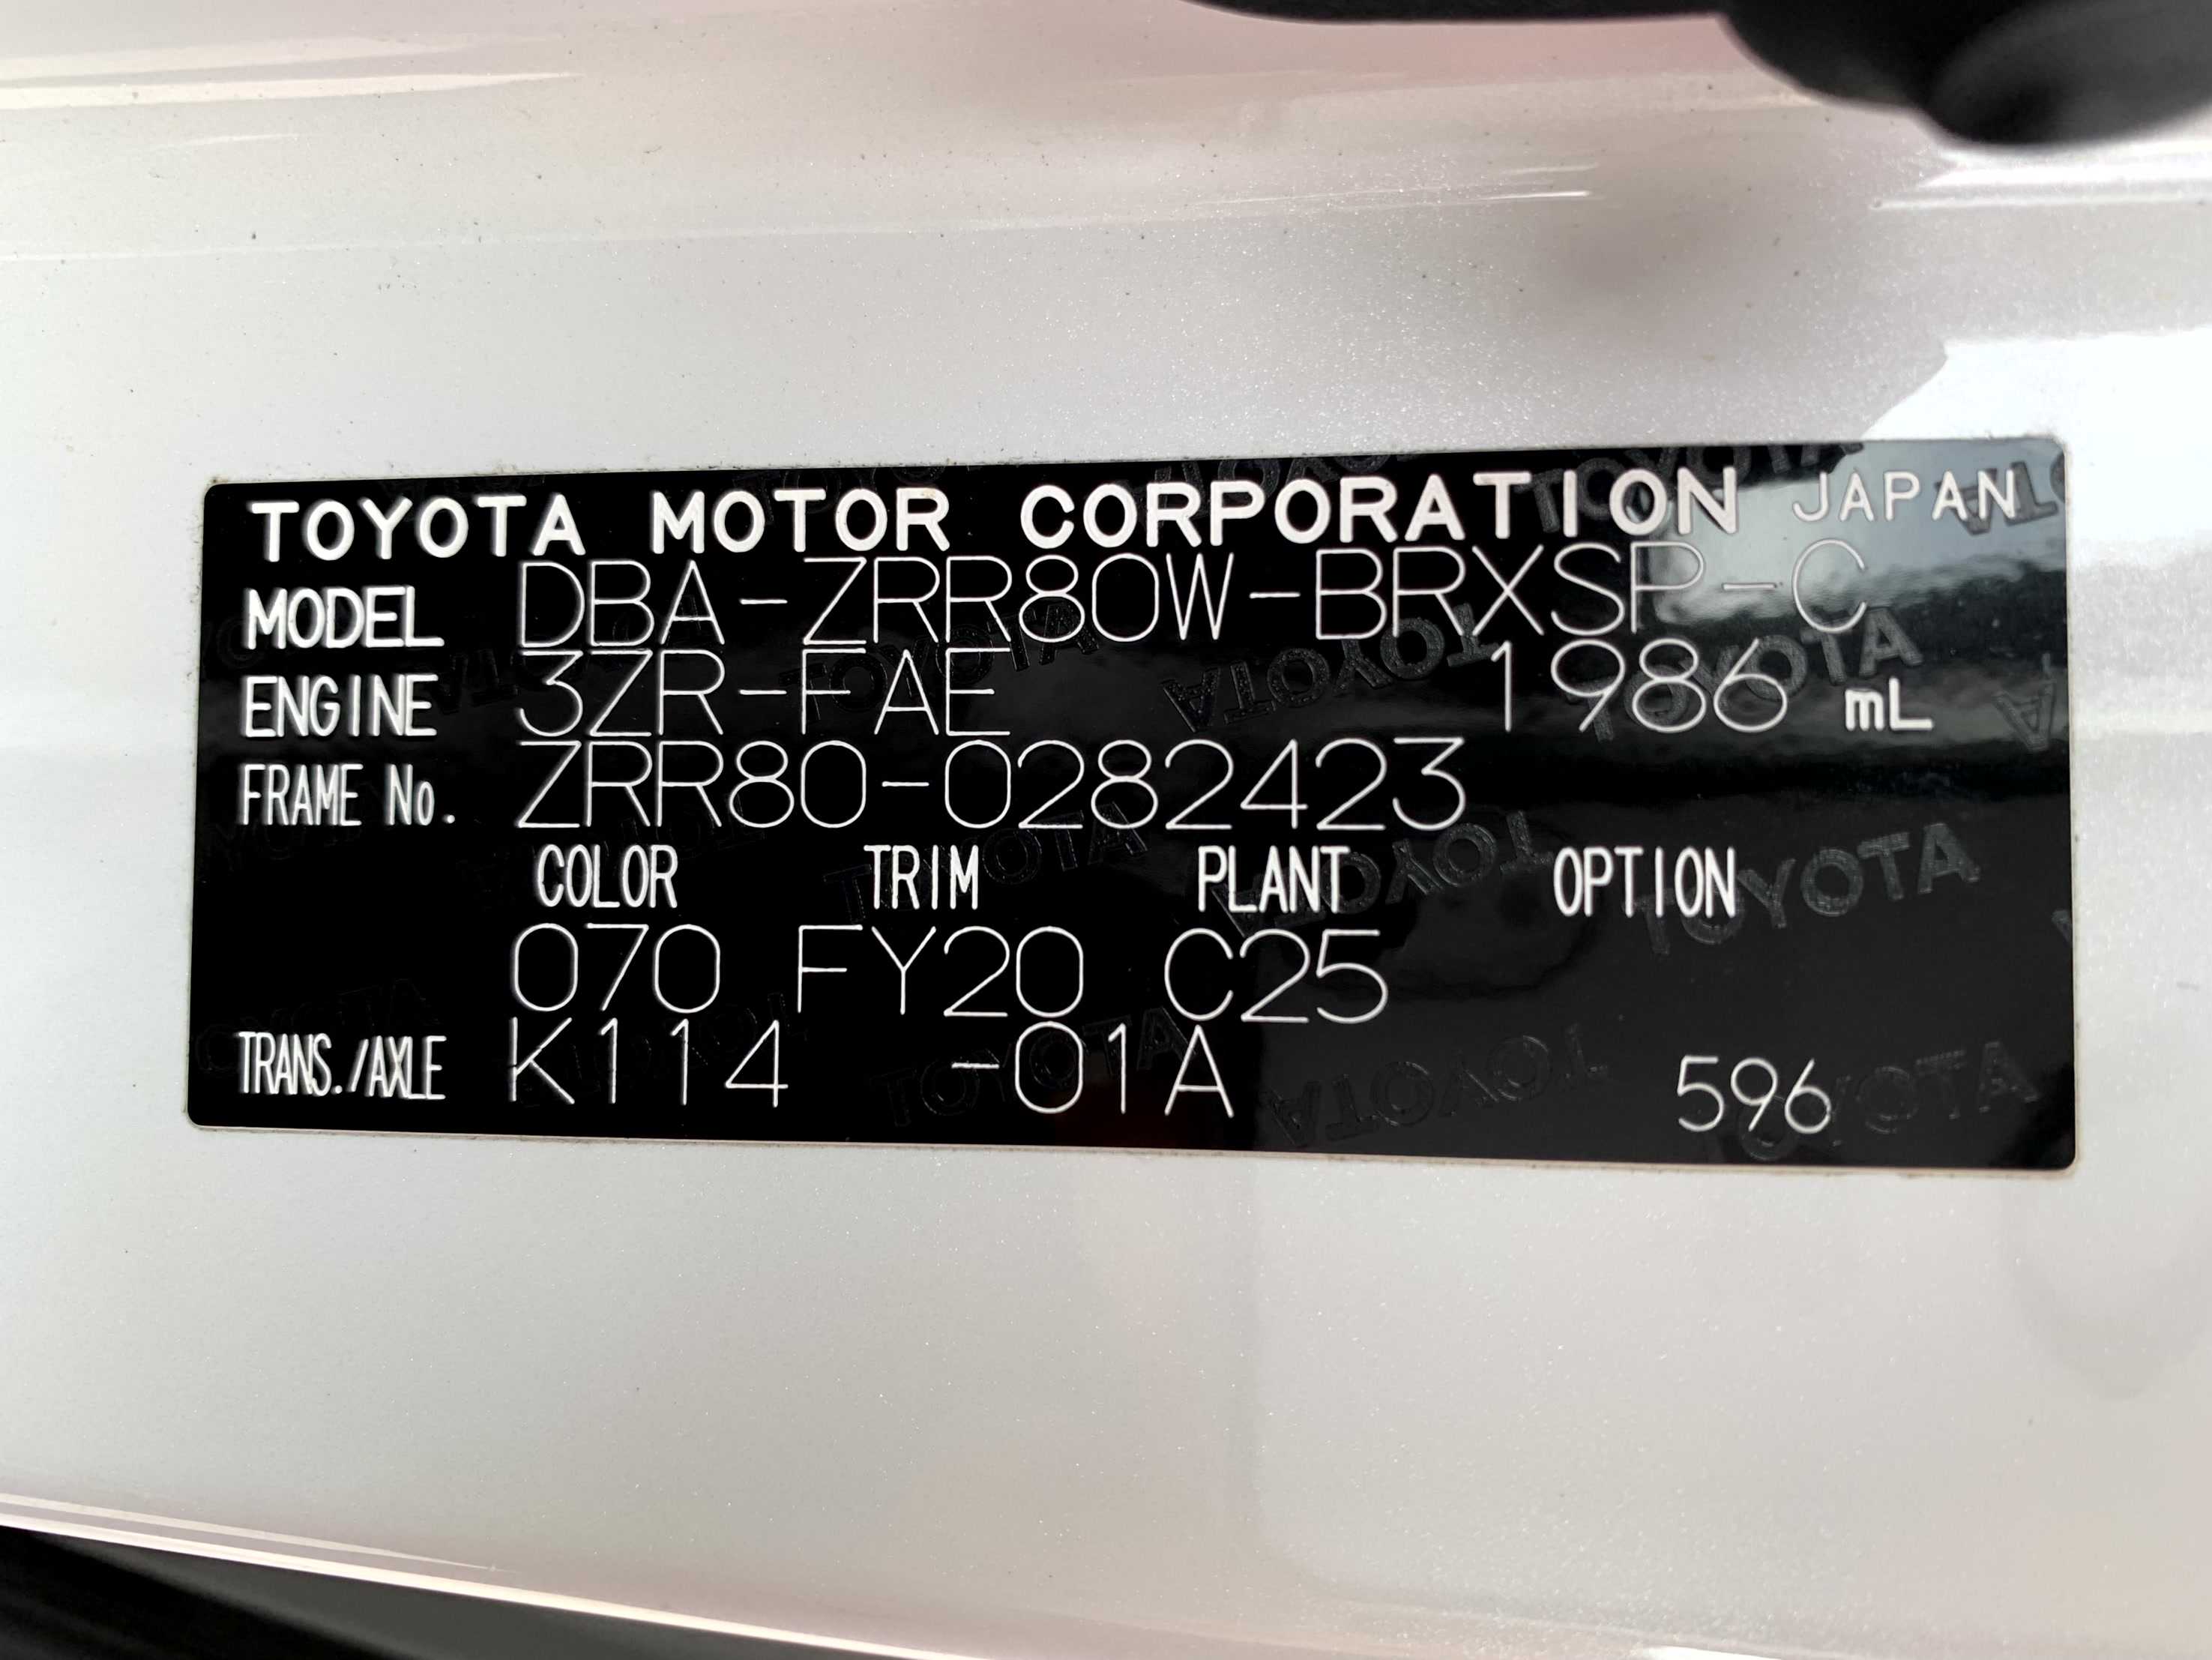 TOYOTA MOTOR CORPORATION JAPAN
MODEL DBA-ZRR80W-BRXSP-C
ENGINE 3ZR-FAE 1986 mL
FRAME No. ZRR80-0282423
COLOR TRIM PLANT OPTION
070 FY20 C25
TRANS./AXLE K114 -01A 596